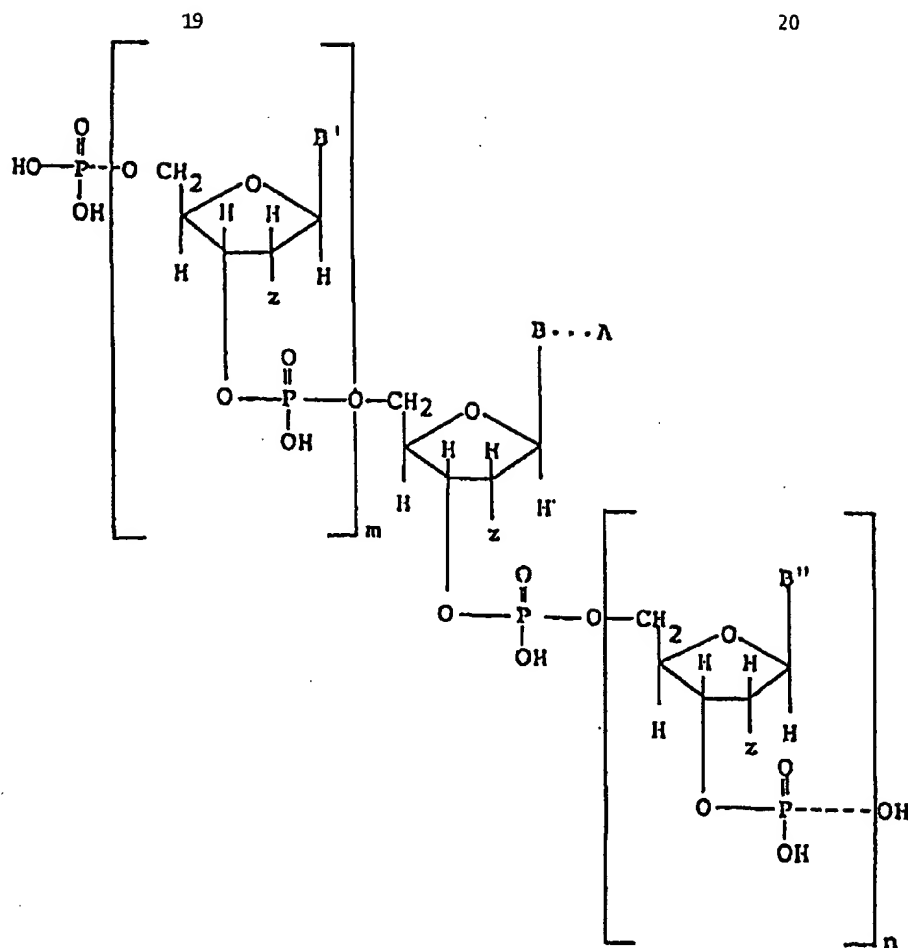 19 20
O B'
HO—P--O CH₂ O
OH H H
H H
z
B···A
O
O—P—O—CH₂ O
OH H H
H H
m z
O B''
O—P—O—CH₂ O
OH H H
H H
z
O
O—P-----OH
OH
n